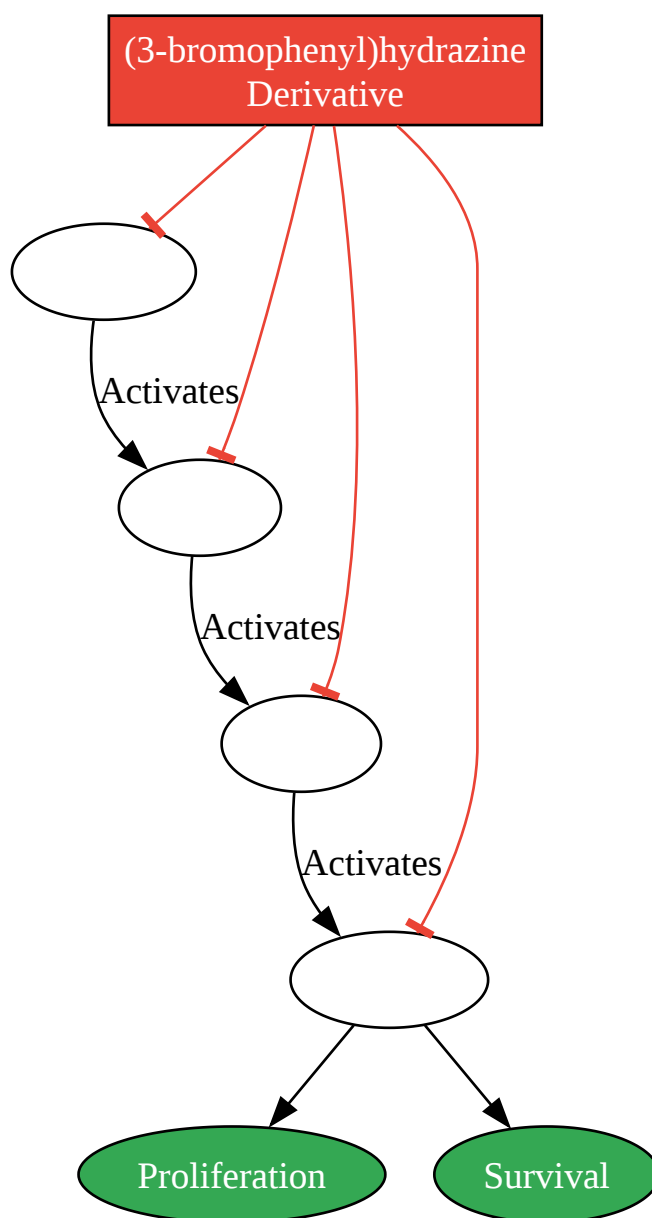 (3-bromophenyl)hydrazine
Derivative
Activates
Activates
Activates
Proliferation
Survival